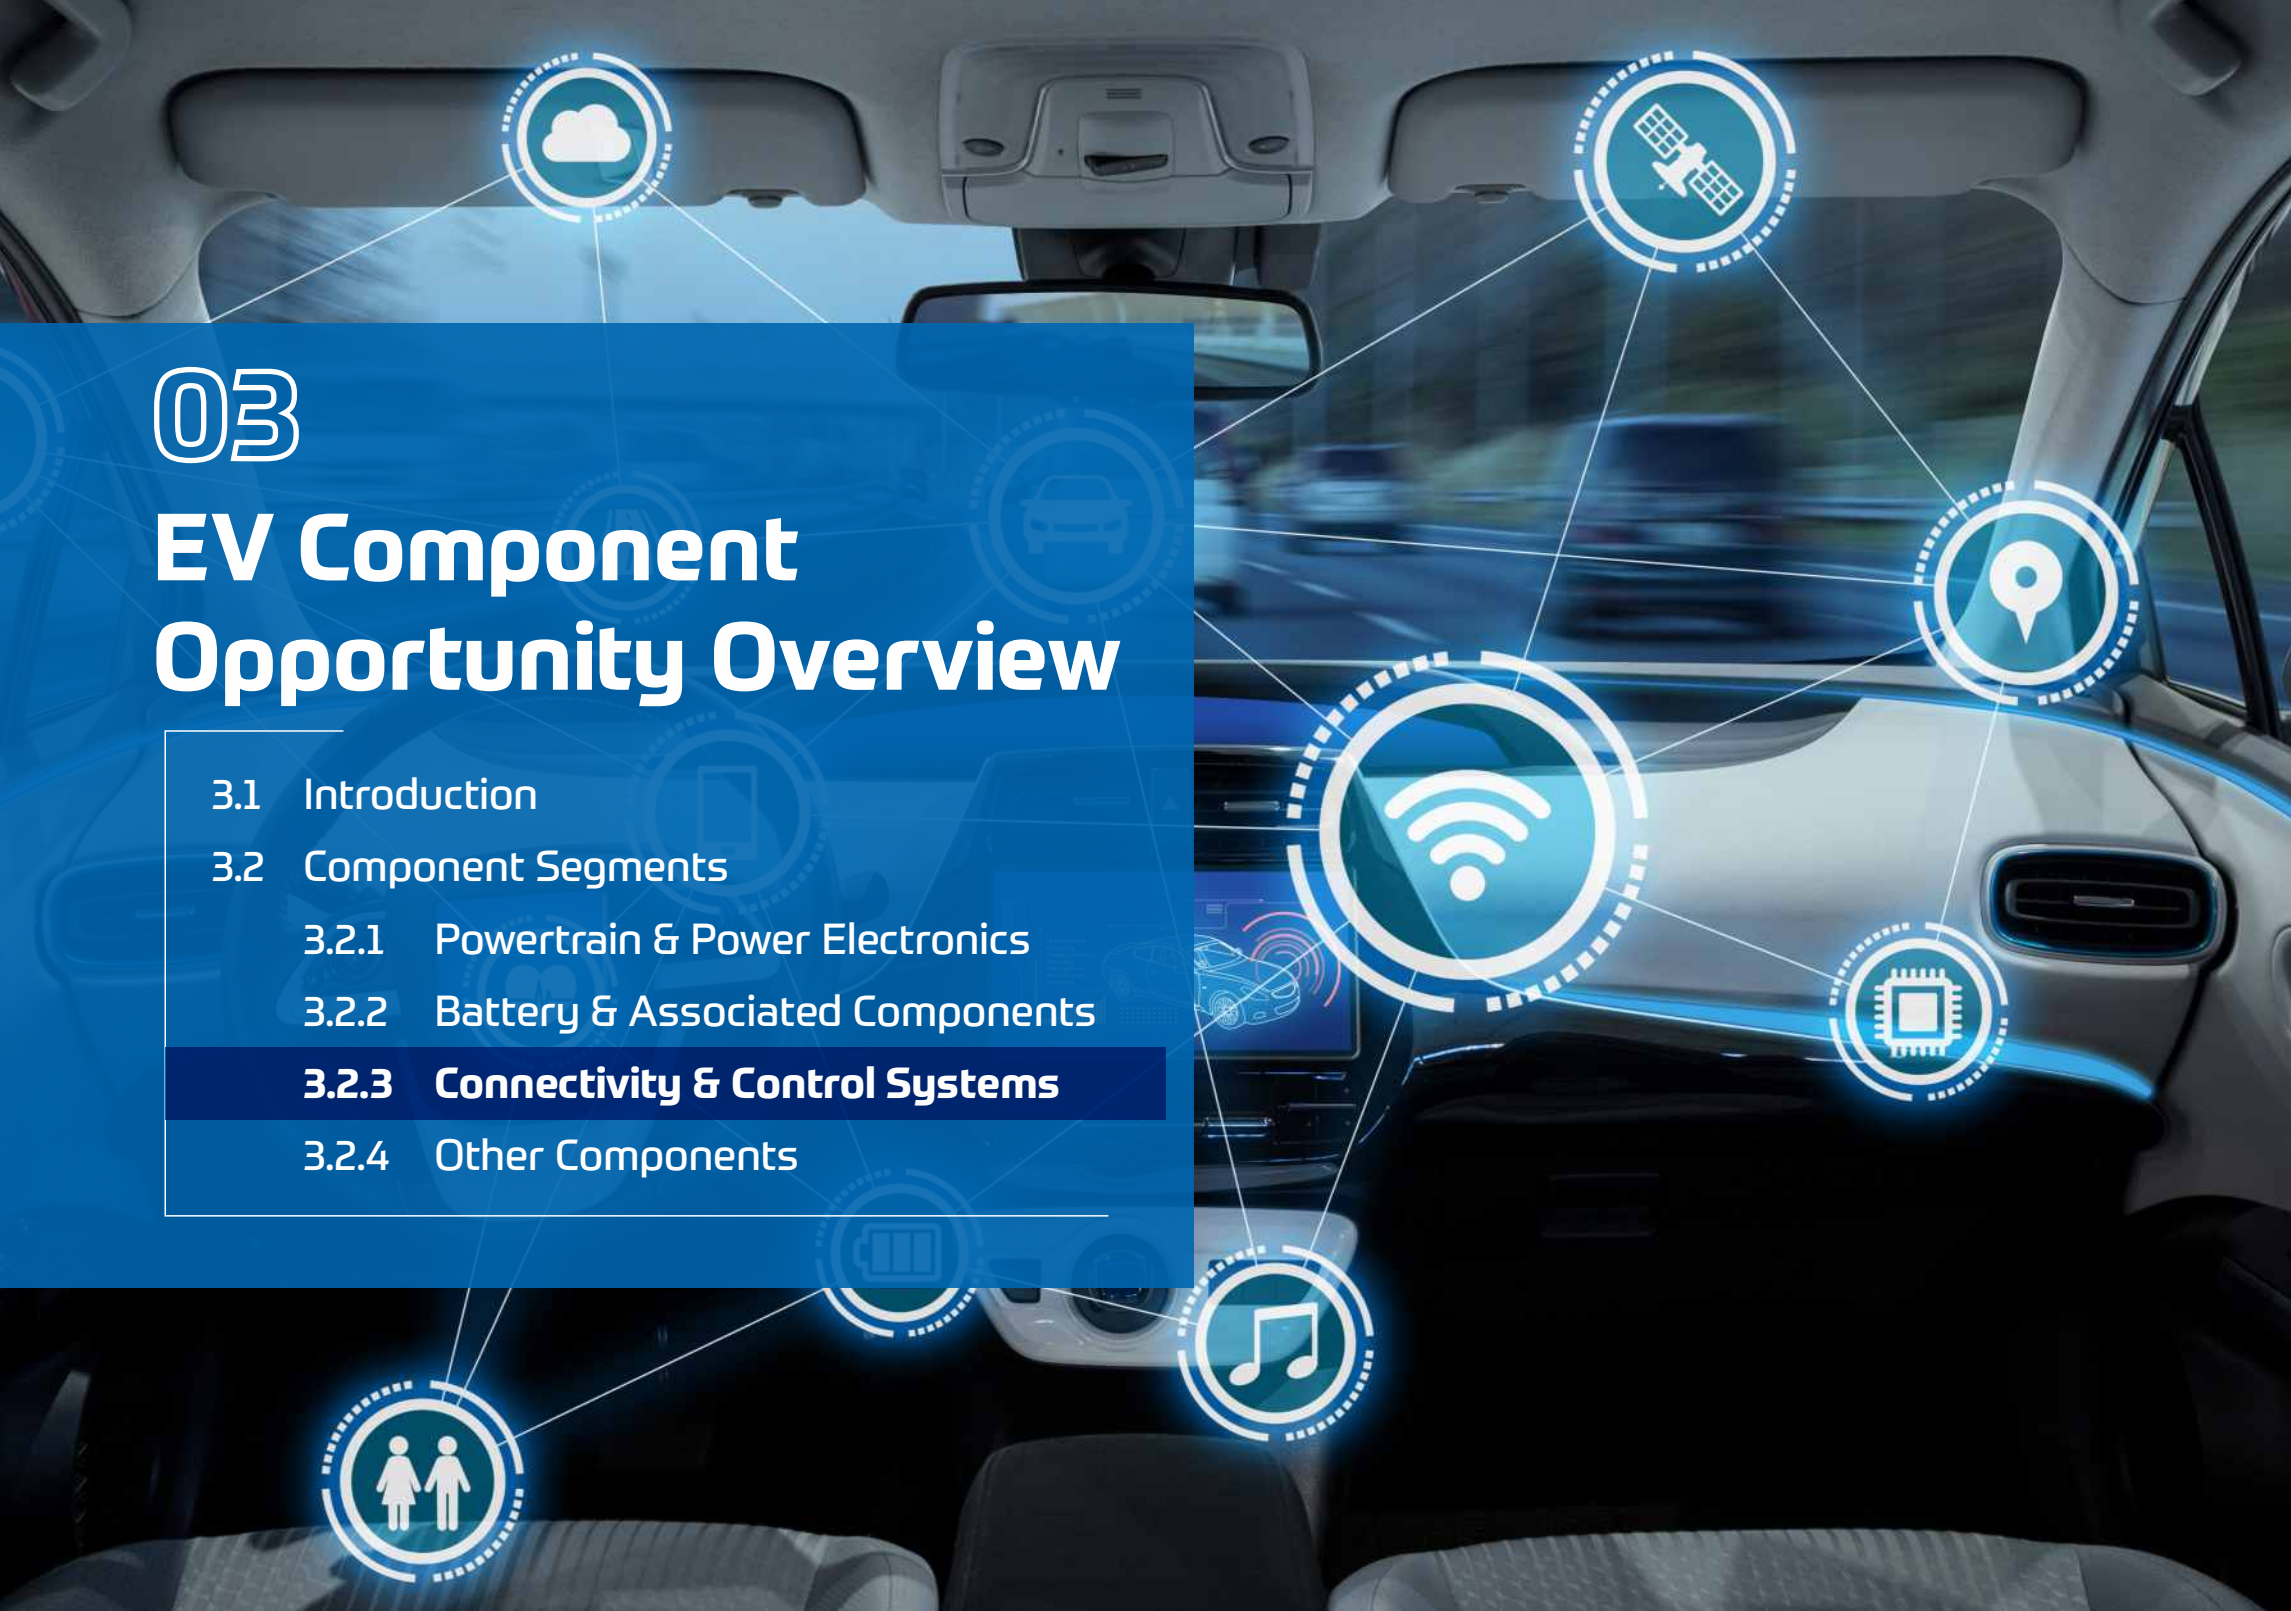 03
EV Component
Opportunity Overview
3.1 Introduction
3.2 Component Segments
3.2.1 Powertrain & Power Electronics
3.2.2 Battery & Associated Components
3.2.3 Connectivity & Control Systems
3.2.4 Other Components